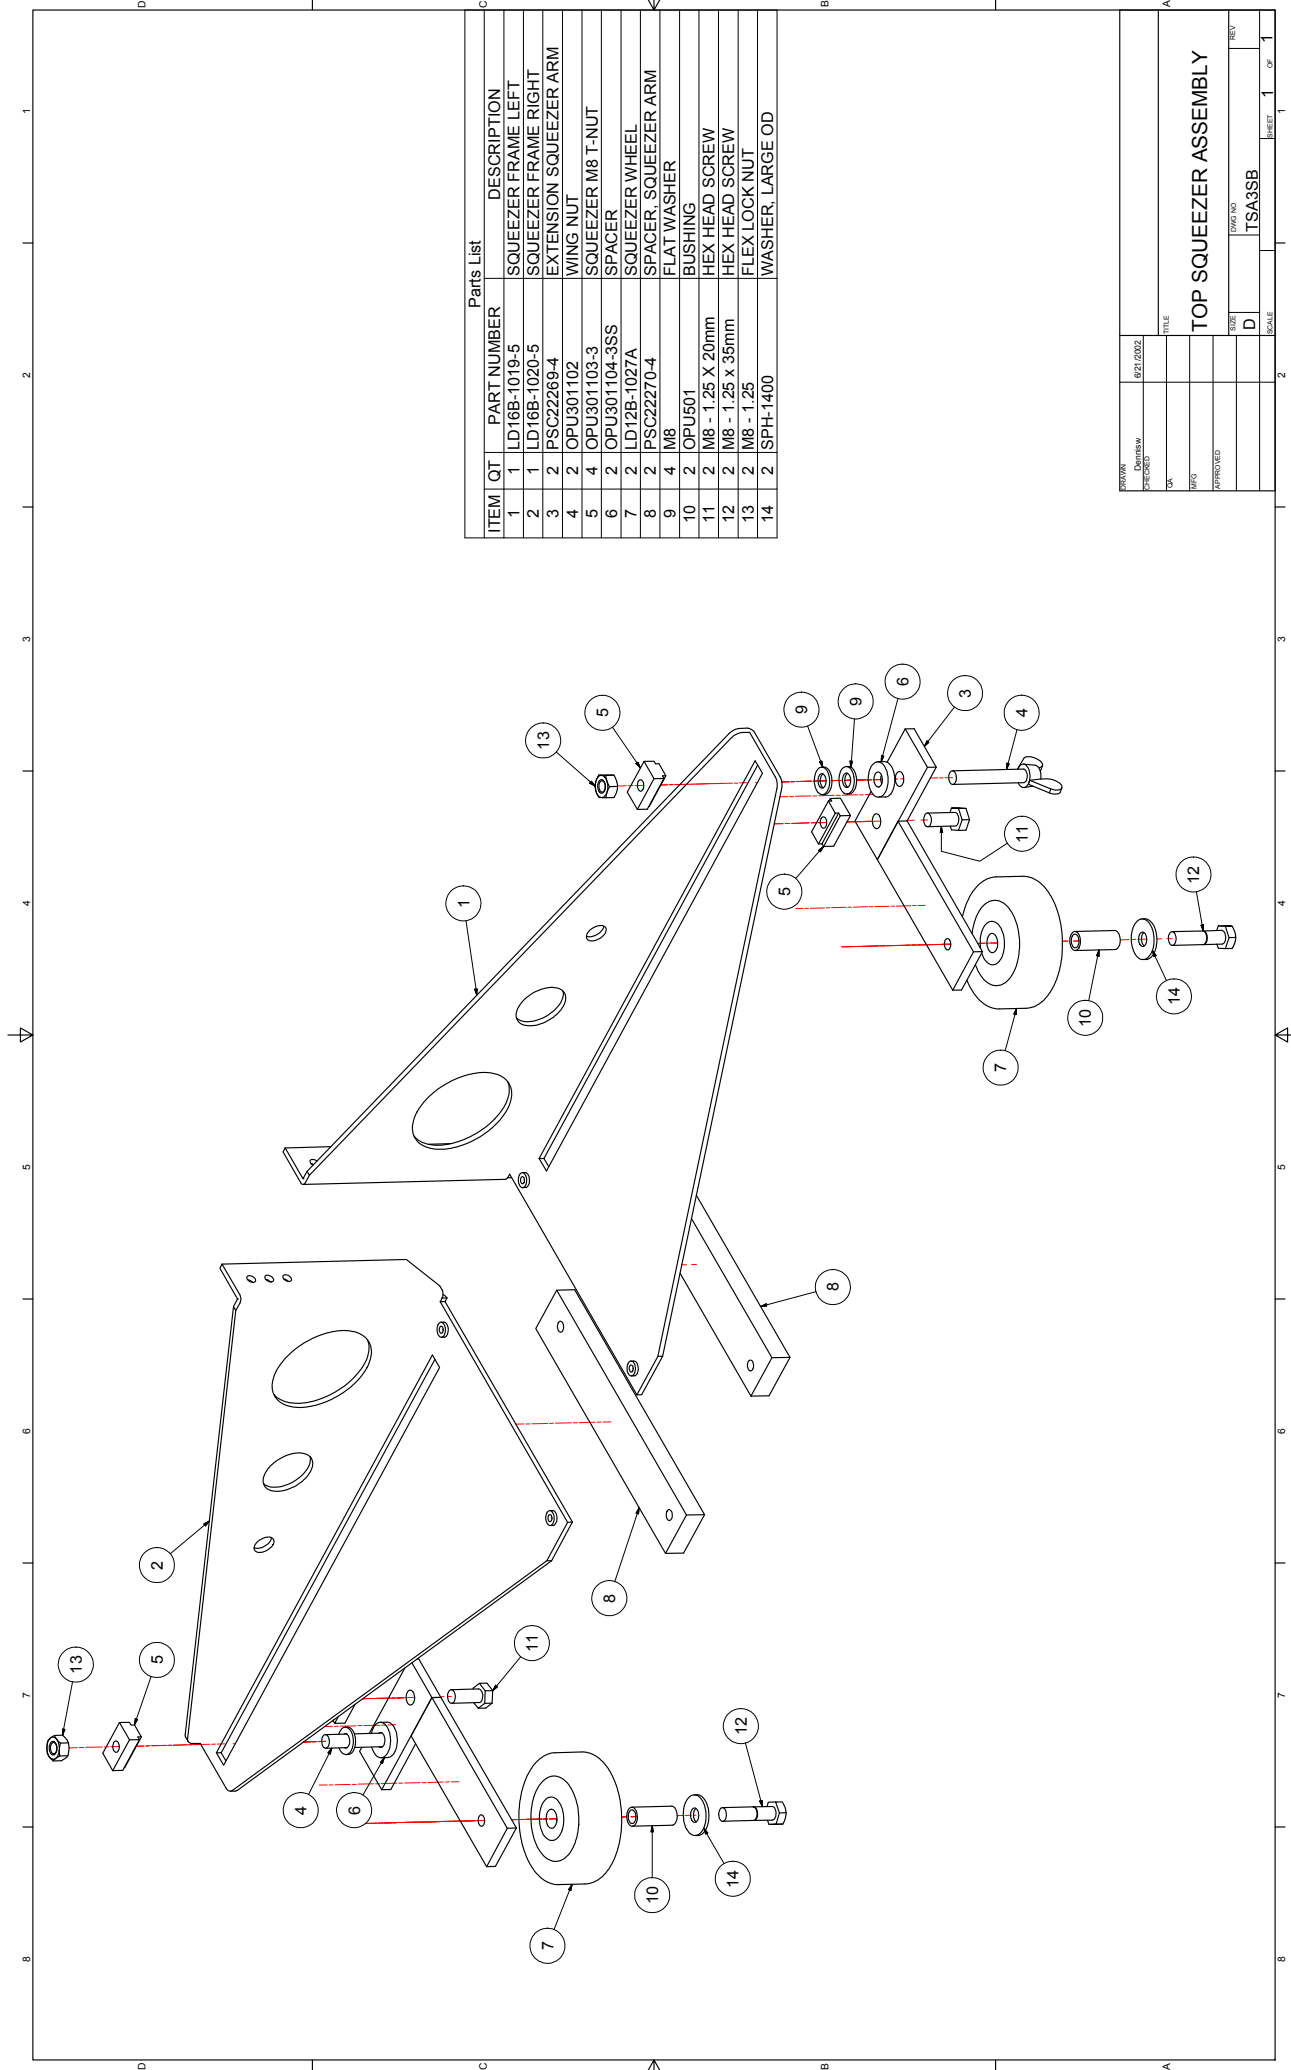 Parts List
ITEM QT PART NUMBER DESCRIPTION
1 1 LD16B-1019-5 SQUEEZER FRAME LEFT
2 1 LD16B-1020-5 SQUEEZER FRAME RIGHT
3 2 PSC22269-4 EXTENSION SQUEEZER ARM
4 2 OPU301102 WING NUT
5 4 OPU301103-3 SQUEEZER M8 T-NUT
6 2 OPU301104-3SS SPACER
7 2 LD12B-1027A SQUEEZER WHEEL
8 2 PSC22270-4 SPACER, SQUEEZER ARM
9 4 M8 FLAT WASHER
10 2 OPU501 BUSHING
11 2 M8 - 1.25 X 20mm HEX HEAD SCREW
12 2 M8 - 1.25 x 35mm HEX HEAD SCREW
13 2 M8 - 1.25 FLEX LOCK NUT
14 2 SPH-1400 WASHER, LARGE OD
13
5
2
4
6
11
7
10
14
12
8
8
1
13
5
9
9
6
3
4
5
11
12
14
10
7
DRAWN
Dennisw
6/21/2002
CHECKED
QA
MFG
APPROVED
TITLE
TOP SQUEEZER ASSEMBLY
SIZE
D
DWG NO
TSA3SB
REV
SCALE
SHEET 1 OF 1
8 7 6 5 4 3 2 1
8 7 6 5 4 3 2 1
D C B A
D C B A